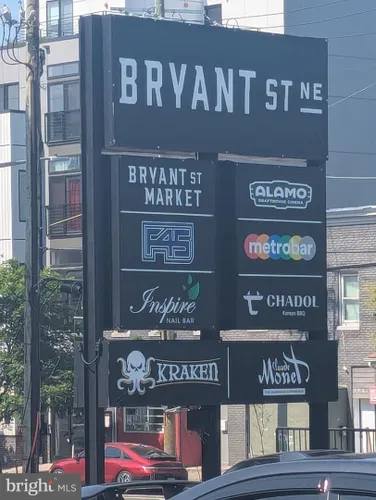 BRYANT ST NE
BRYANT ST
MARKET
ALAMO
DRAFTHOUSE CINEMA
metrobar
Inspire
NAIL BAR
CHADOL
Korean BBQ
KRAKEN
Claude
Monet
bright MLS